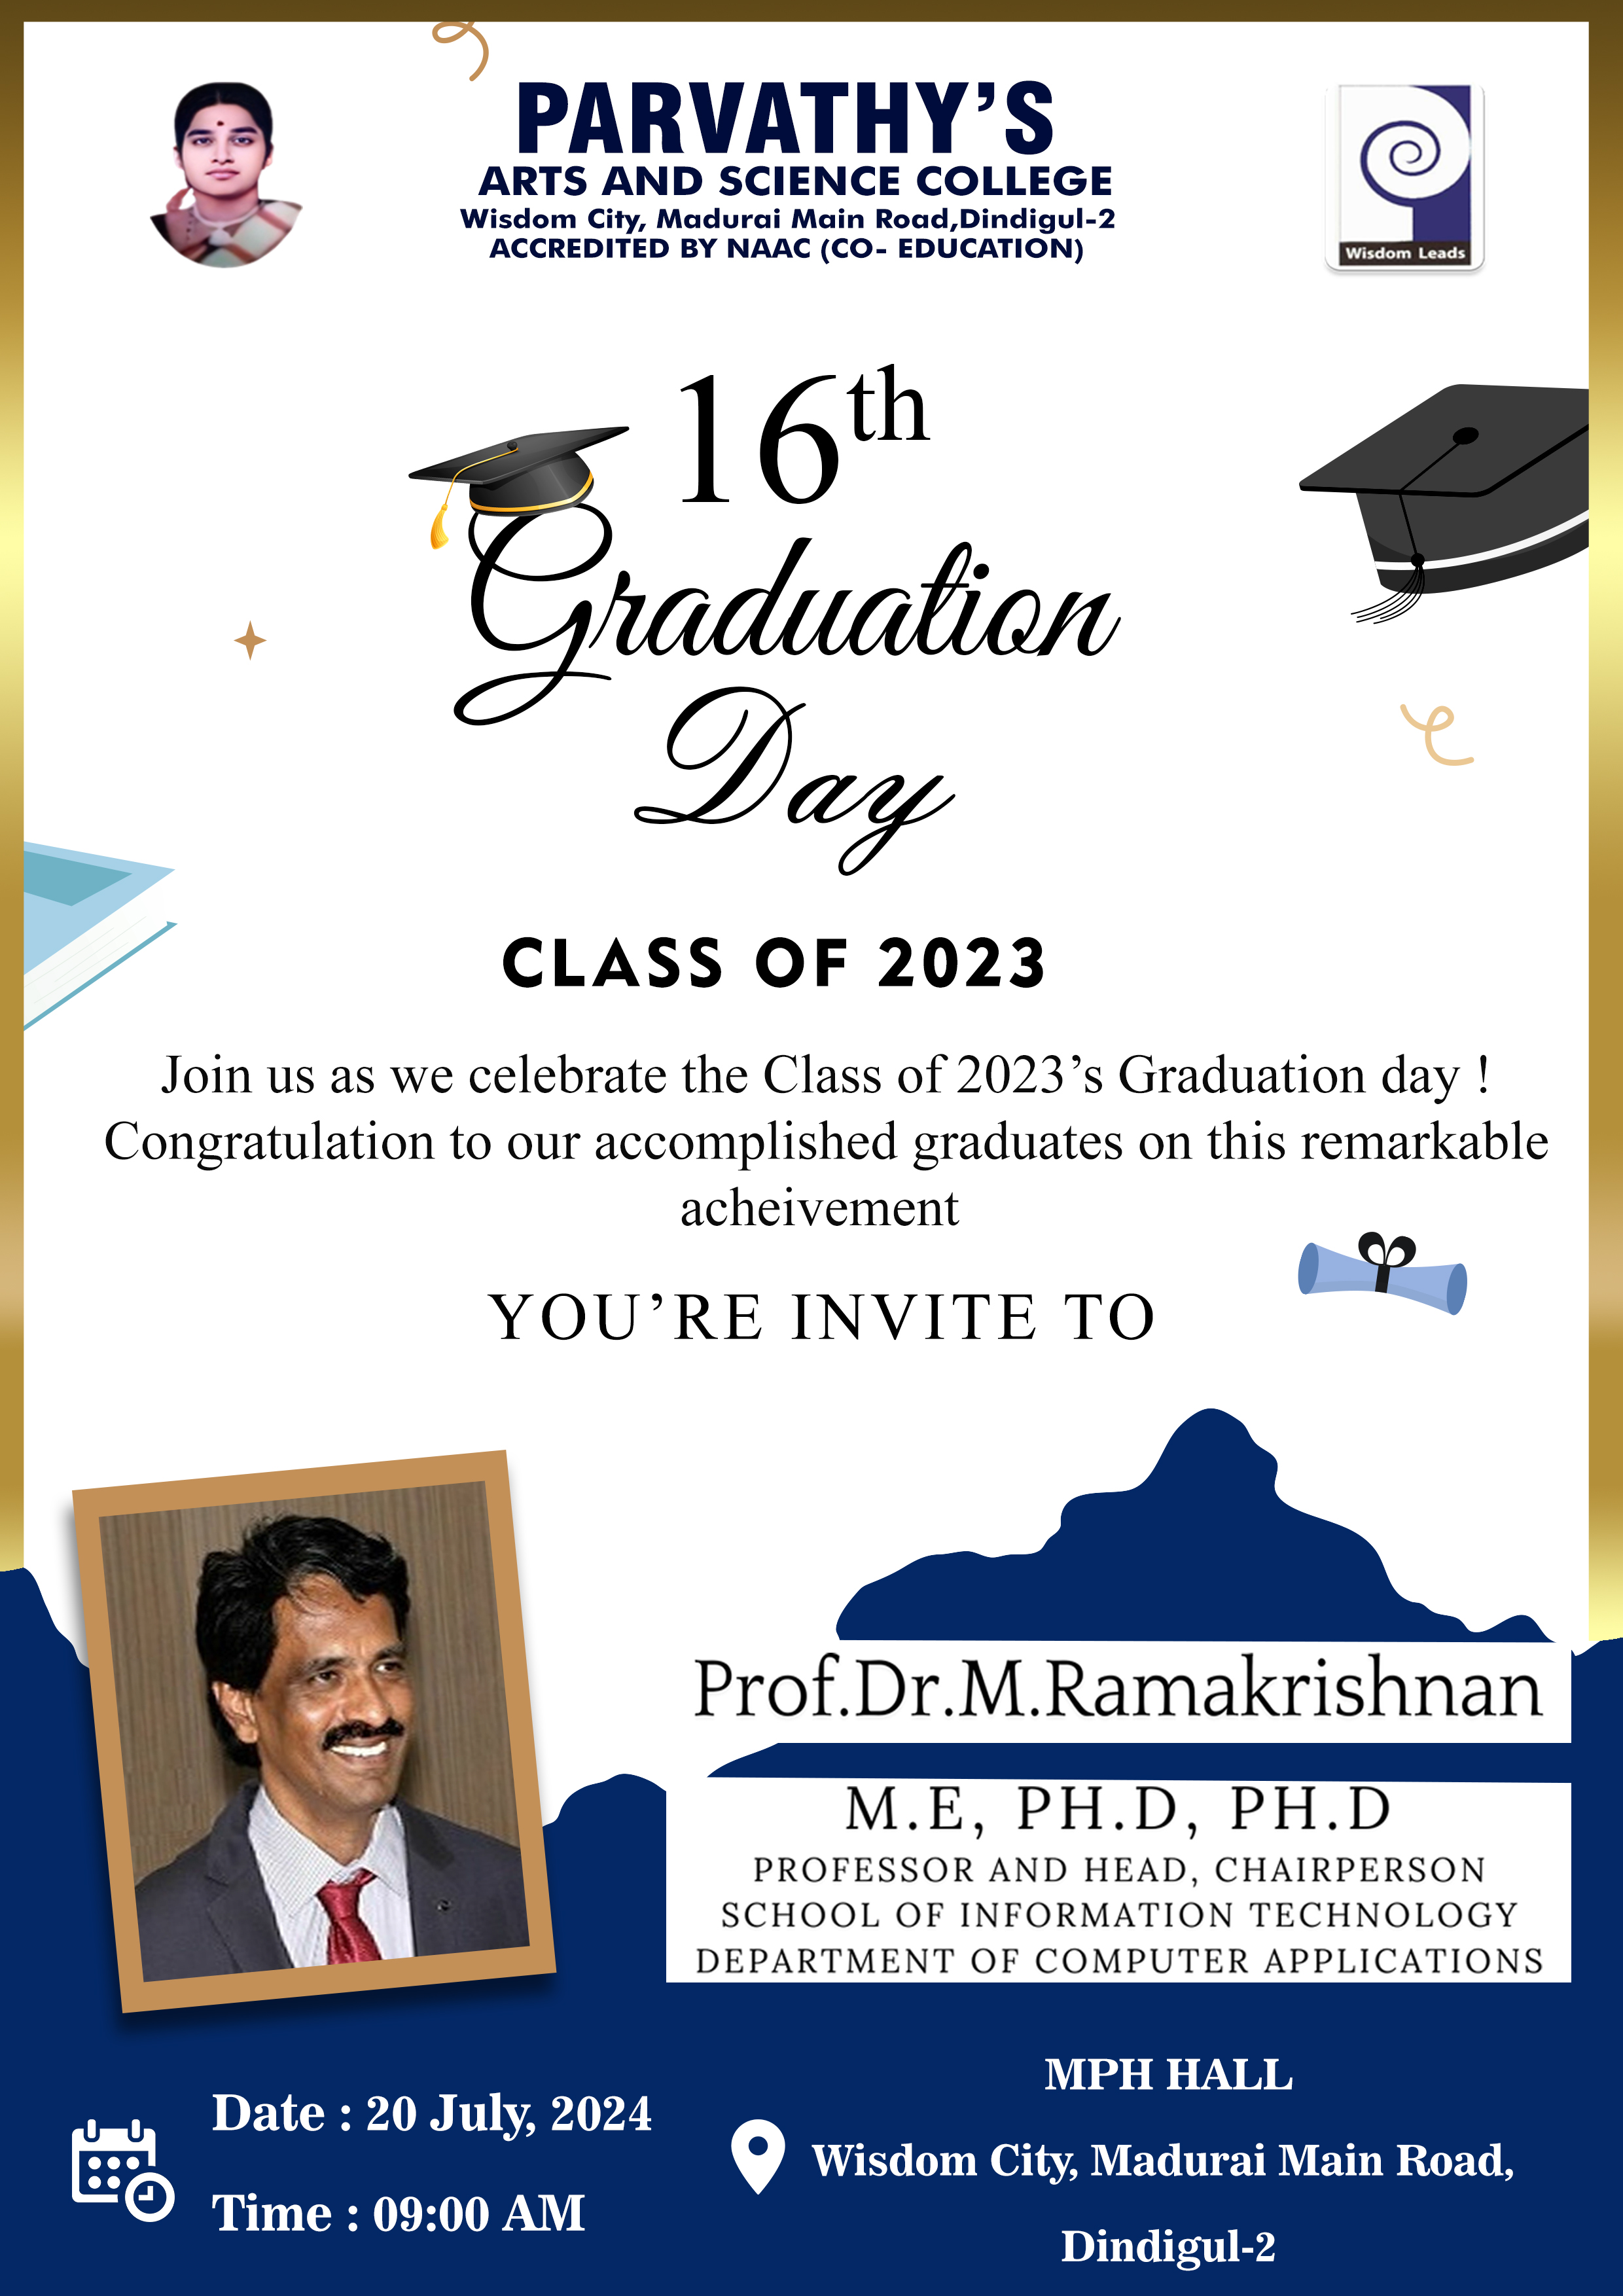 PARVATHY’S
ARTS AND SCIENCE COLLEGE
Wisdom City, Madurai Main Road,Dindigul-2
ACCREDITED BY NAAC (CO- EDUCATION)
Wisdom Leads
16th
Graduation
Day
CLASS OF 2023
Join us as we celebrate the Class of 2023’s Graduation day !
Congratulation to our accomplished graduates on this remarkable
acheivement
YOU’RE INVITE TO
Prof.Dr.M.Ramakrishnan
M.E, PH.D, PH.D
PROFESSOR AND HEAD, CHAIRPERSON
SCHOOL OF INFORMATION TECHNOLOGY
DEPARTMENT OF COMPUTER APPLICATIONS
Date : 20 July, 2024
Time : 09:00 AM
MPH HALL
Wisdom City, Madurai Main Road,
Dindigul-2